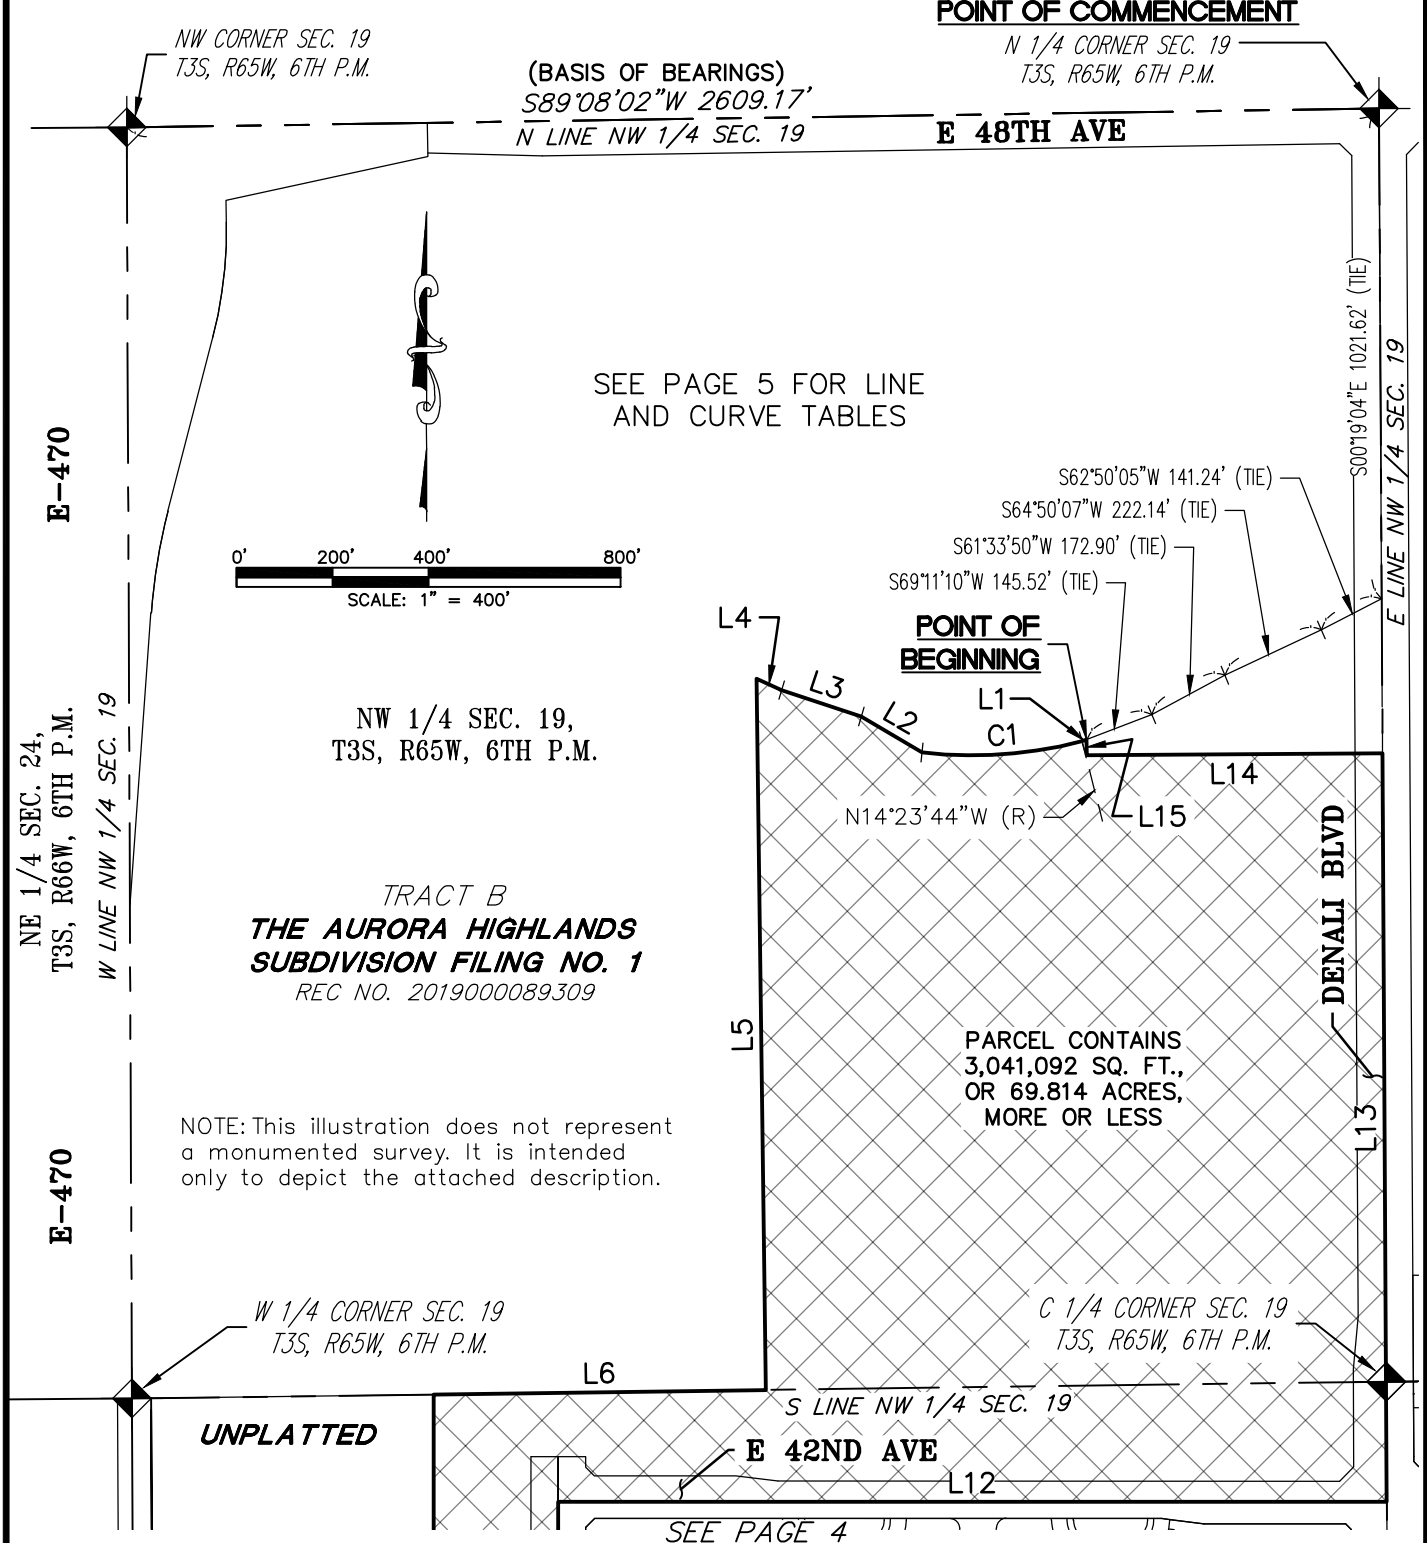 POINT OF COMMENCEMENT
NW CORNER SEC. 19
T3S, R65W, 6TH P.M.
N 1/4 CORNER SEC. 19
T3S, R65W, 6TH P.M.
(BASIS OF BEARINGS)
S89°08'02"W 2609.17'
N LINE NW 1/4 SEC. 19
E 48TH AVE
S00°19'04"E 1021.62' (TIE)
E LINE NW 1/4 SEC. 19
SEE PAGE 5 FOR LINE
AND CURVE TABLES
E-470
S62°50'05"W 141.24' (TIE)
S64°50'07"W 222.14' (TIE)
S61°33'50"W 172.90' (TIE)
S69°11'10"W 145.52' (TIE)
0' 200' 400' 800'
SCALE: 1" = 400'
POINT OF
BEGINNING
L4
L3
L2
L1
C1
L14
L15
N14°23'44"W (R)
NW 1/4 SEC. 19,
T3S, R65W, 6TH P.M.
NE 1/4 SEC. 24,
T3S, R66W, 6TH P.M.
W LINE NW 1/4 SEC. 19
DENALI BLVD
TRACT B
THE AURORA HIGHLANDS
SUBDIVISION FILING NO. 1
REC NO. 2019000089309
L5
PARCEL CONTAINS
3,041,092 SQ. FT.,
OR 69.814 ACRES,
MORE OR LESS
L13
NOTE: This illustration does not represent
a monumented survey. It is intended
only to depict the attached description.
E-470
W 1/4 CORNER SEC. 19
T3S, R65W, 6TH P.M.
C 1/4 CORNER SEC. 19
T3S, R65W, 6TH P.M.
L6
S LINE NW 1/4 SEC. 19
UNPLATTED
E 42ND AVE
L12
SEE PAGE 4